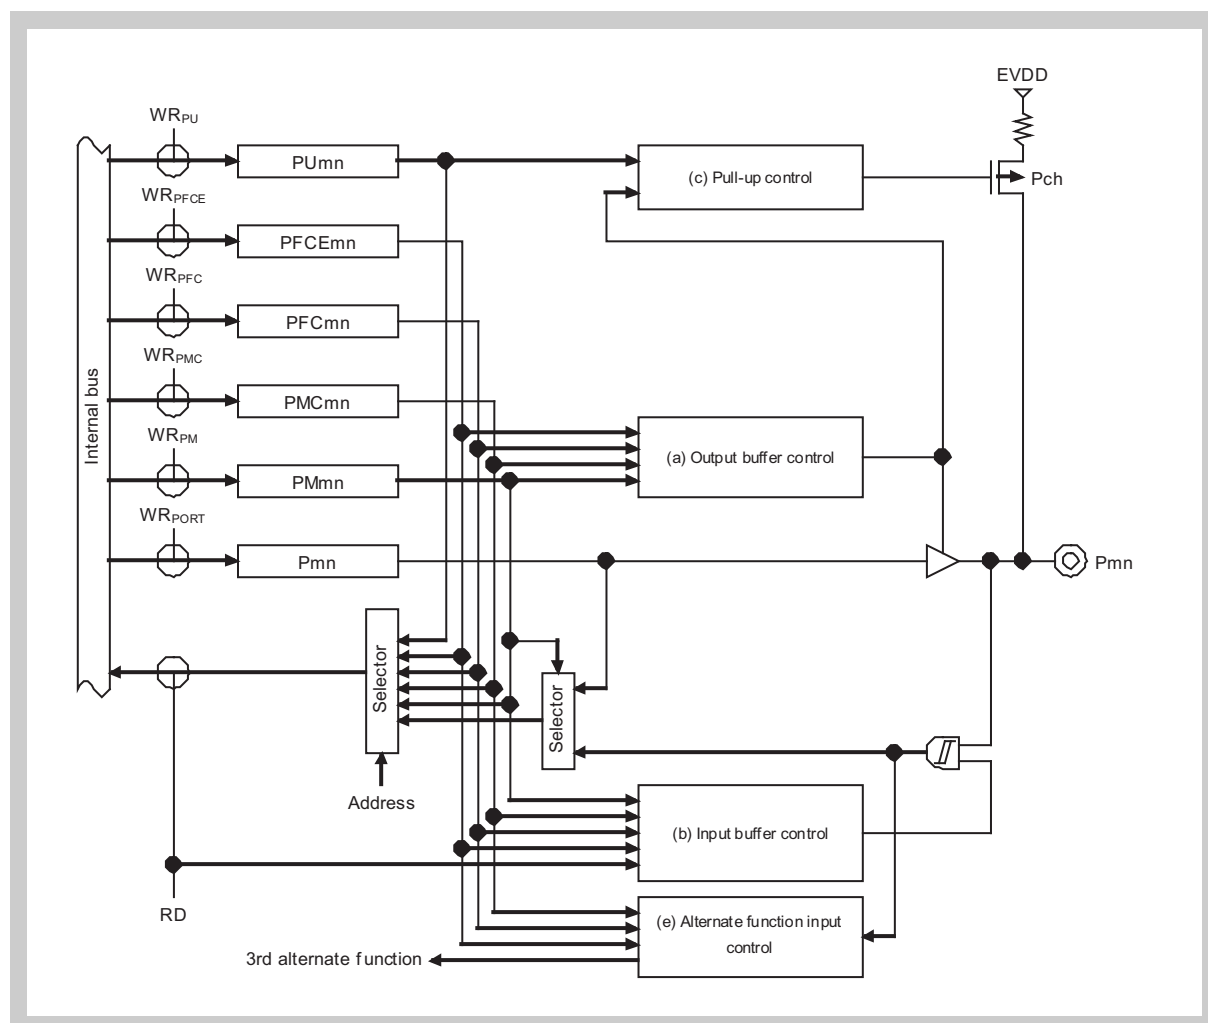 EVDD
WRPU
PUmn
(c) Pull-up control
Pch
WRPFCE
PFCEmn
WRPFC
PFCmn
WRPMC
PMCmn
Internal bus
WRPM
(a) Output buffer control
PMmn
WRPORT
Pmn
Pmn
Selector
Selector
Address
(b) Input buffer control
RD
(e) Alternate function input
control
3rd alternate function